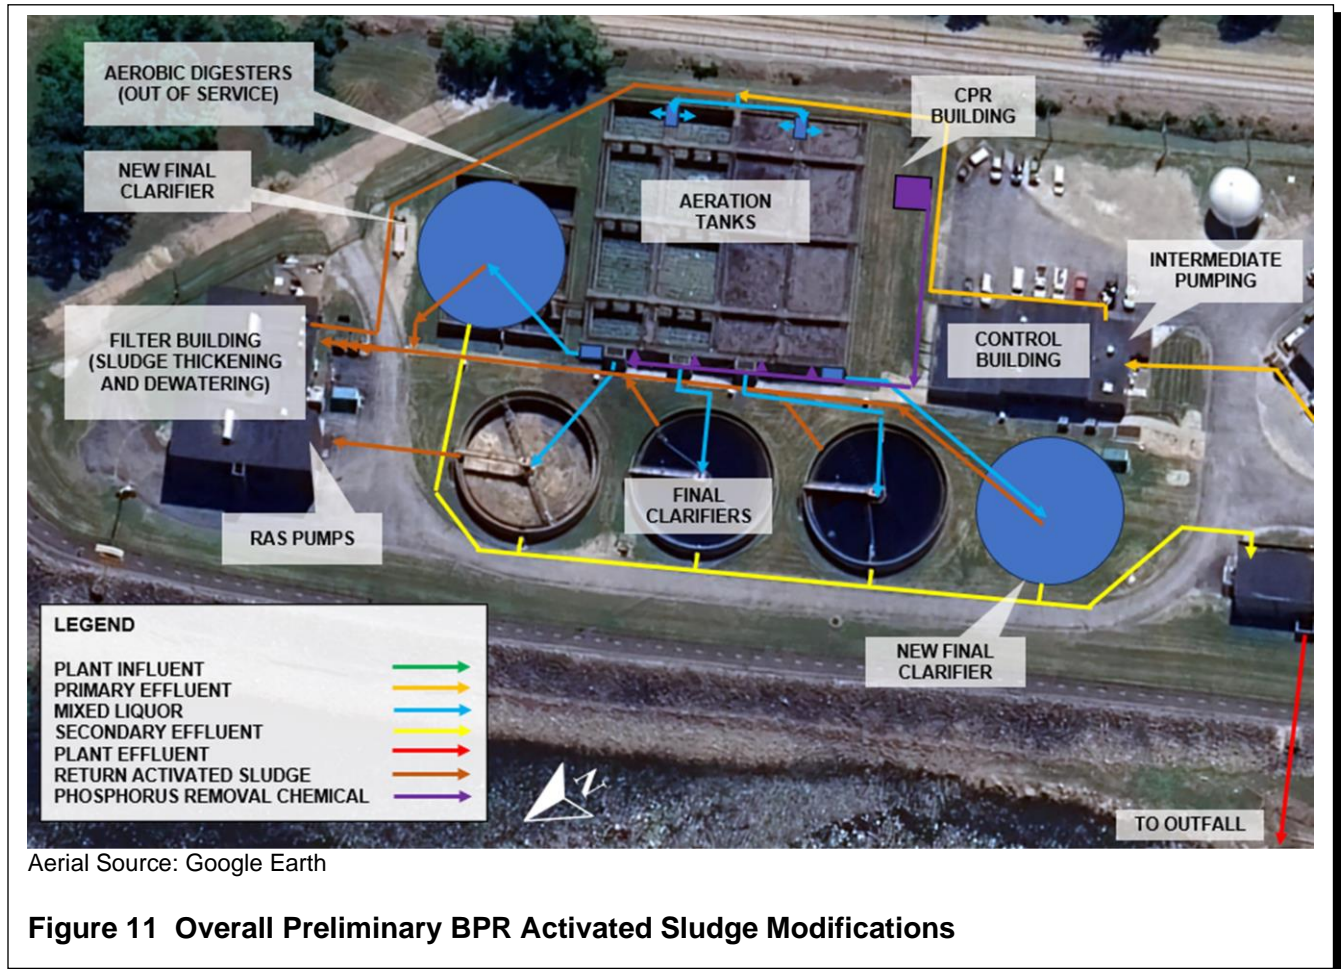 AEROBIC DIGESTERS
(OUT OF SERVICE)
CPR
BUILDING
NEW FINAL
CLARIFIER
AERATION
TANKS
INTERMEDIATE
PUMPING
FILTER BUILDING
(SLUDGE THICKENING
AND DEWATERING)
CONTROL
BUILDING
FINAL
CLARIFIERS
RAS PUMPS
NEW FINAL
CLARIFIER
LEGEND
PLANT INFLUENT
PRIMARY EFFLUENT
MIXED LIQUOR
SECONDARY EFFLUENT
PLANT EFFLUENT
RETURN ACTIVATED SLUDGE
PHOSPHORUS REMOVAL CHEMICAL
N
TO OUTFALL
Aerial Source: Google Earth
Figure 11 Overall Preliminary BPR Activated Sludge Modifications